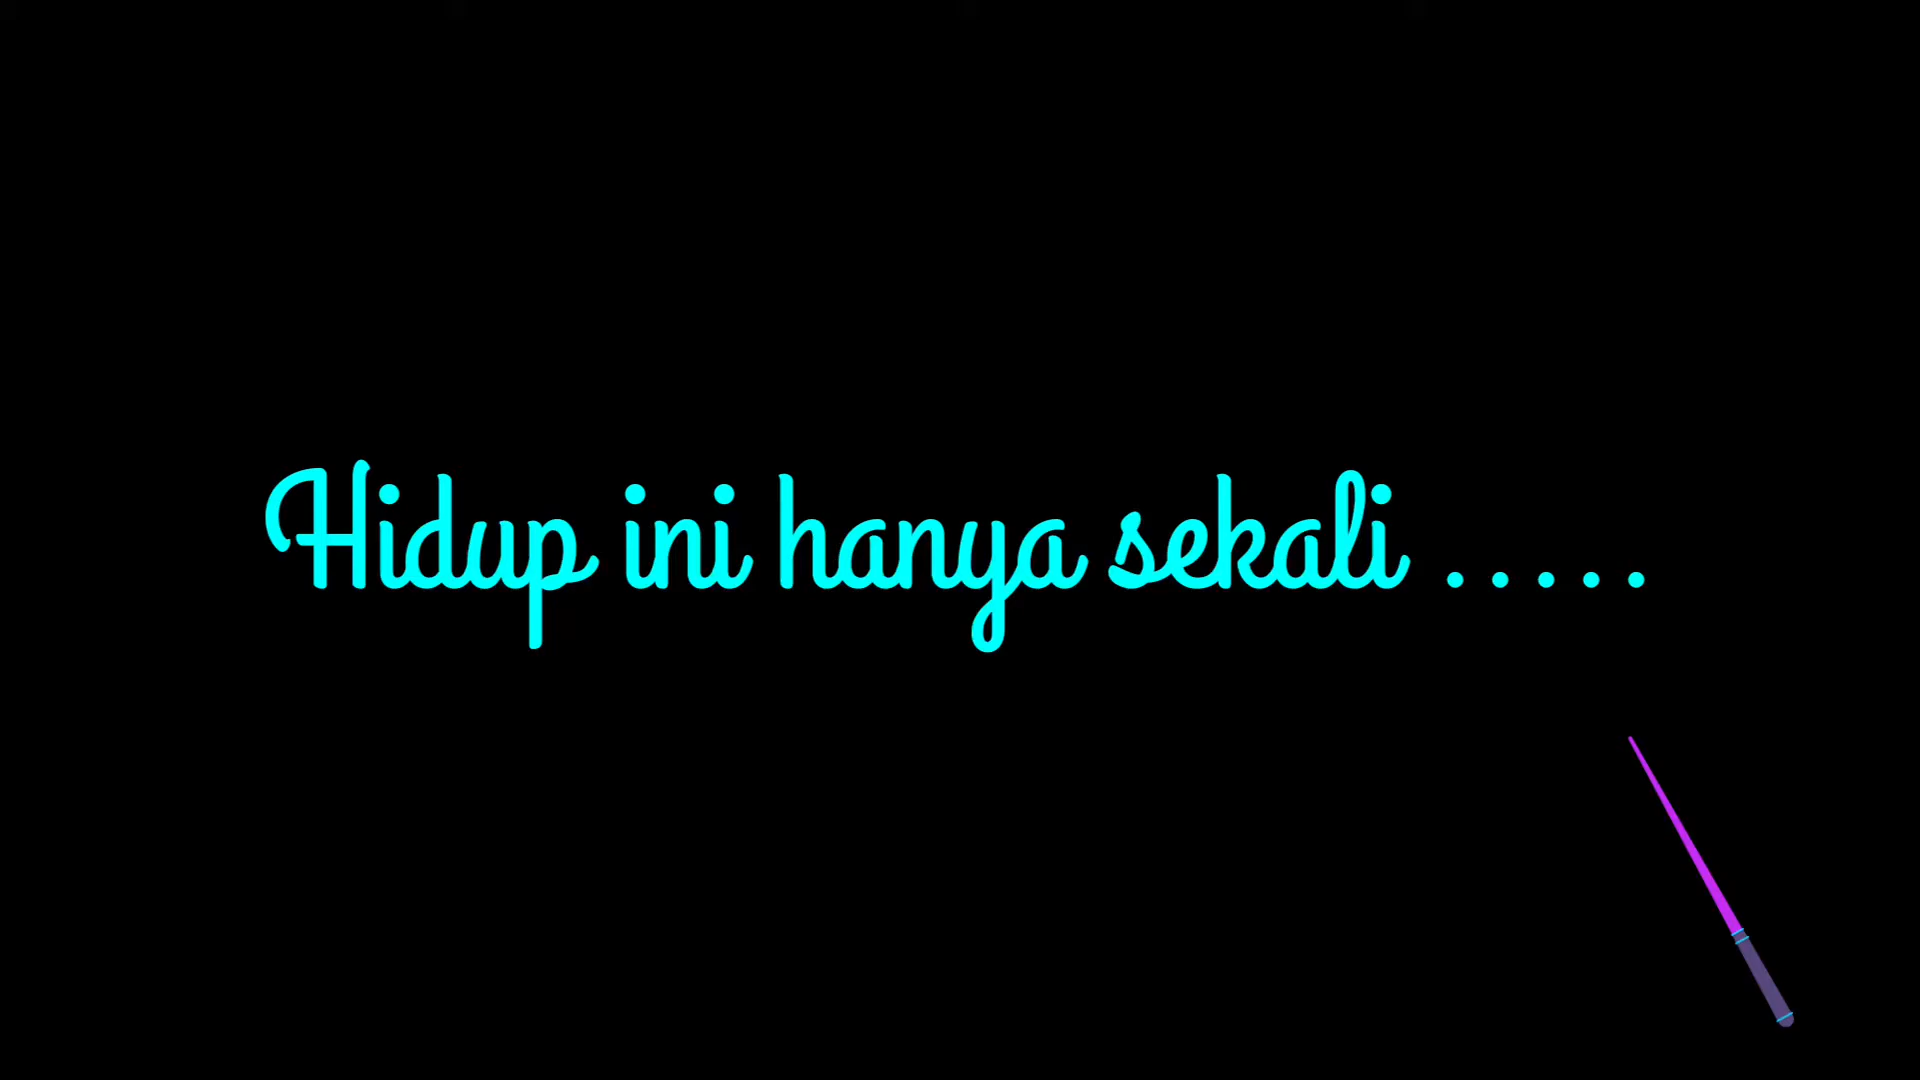 Hidup ini hanya sekali . . . . .